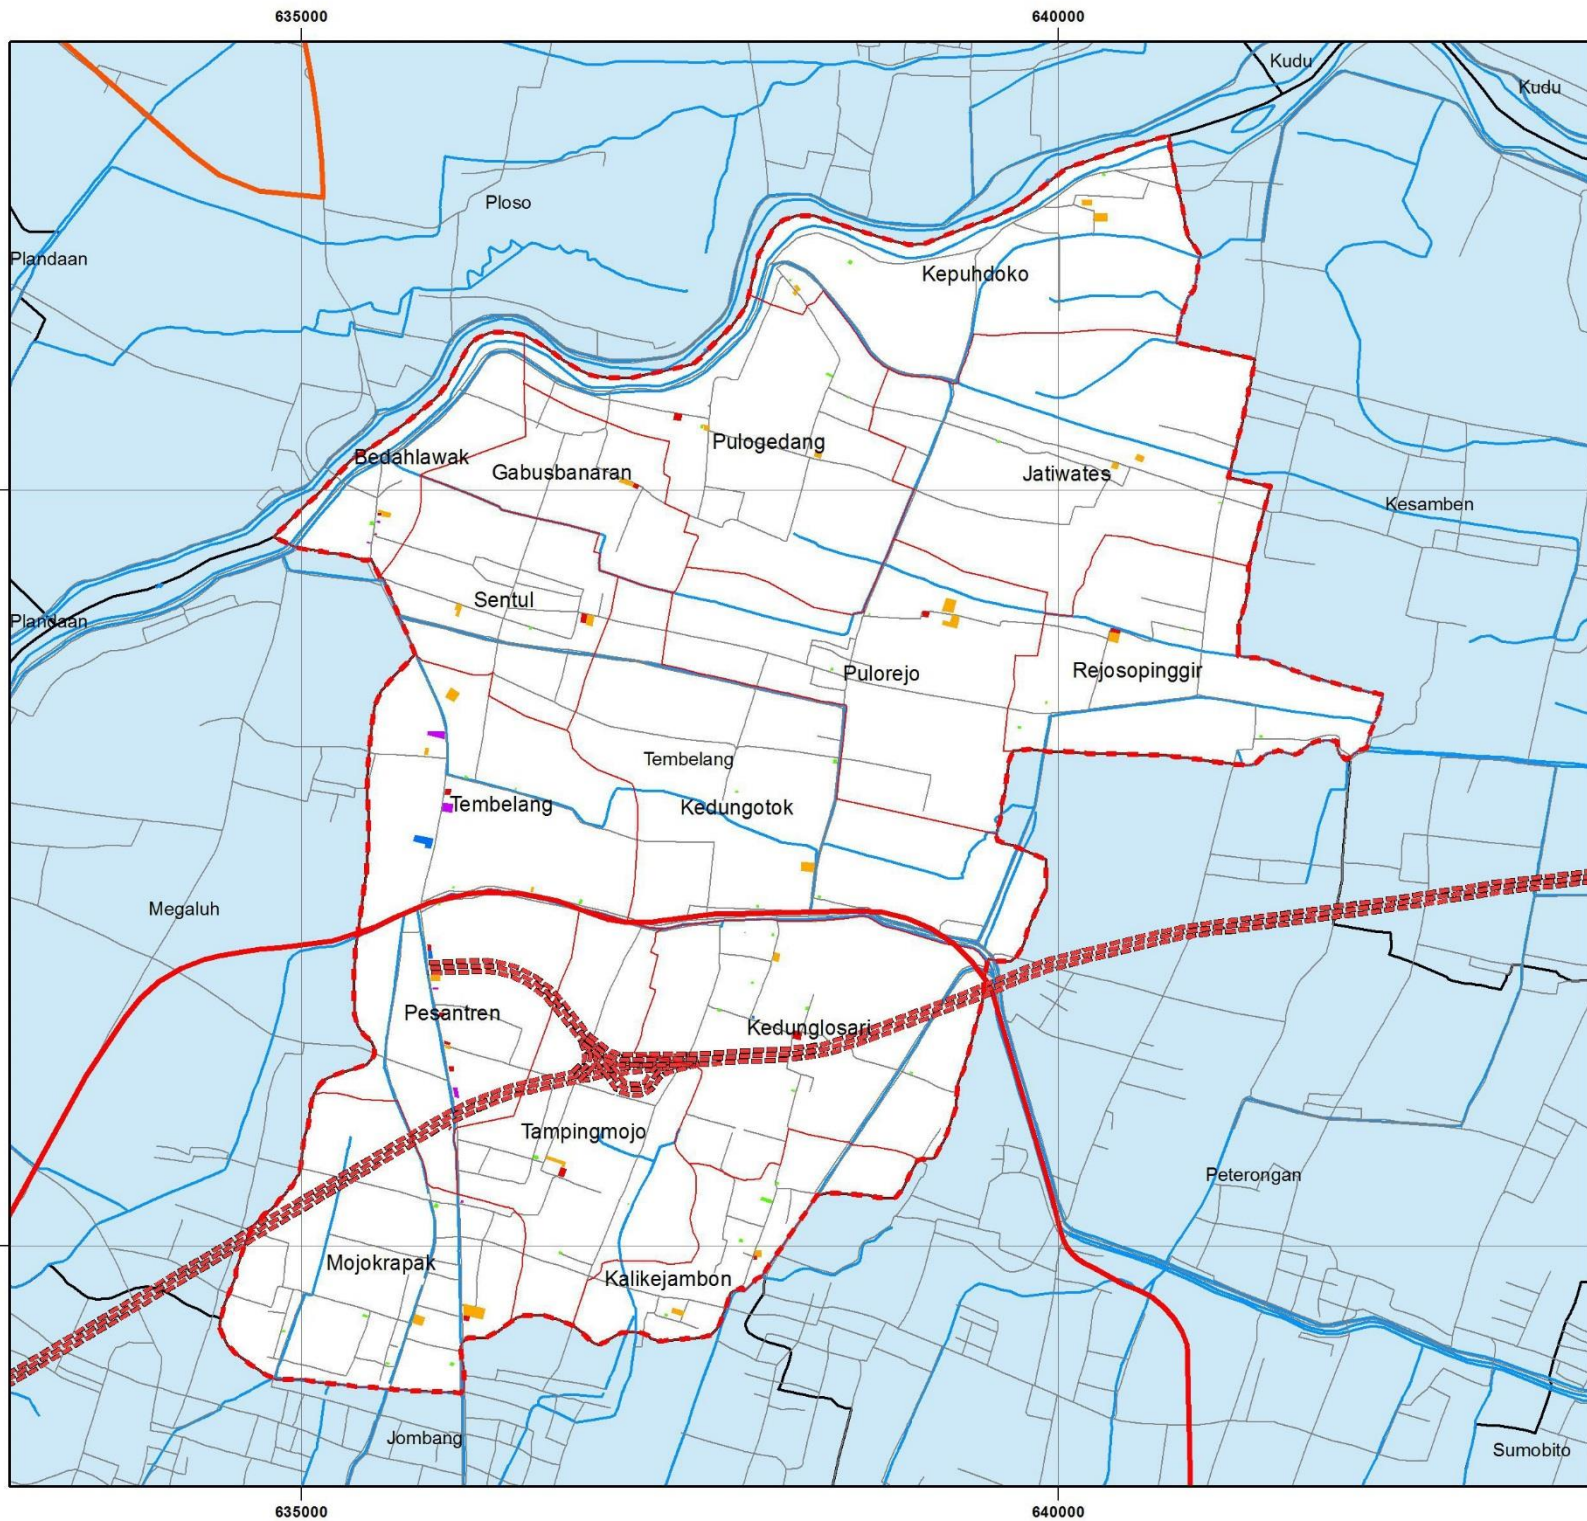 635000 640000
Kudu
Kudu
Ploso
Plandaan
Kepuhdoko
Pulogedang
Bedahlawak
Gabusbanaran
Jatiwates
Kesamben
Sentul
Plandaan
Pulorejo
Rejosopinggir
Tembelang
Tembelang
Kedungotok
Megaluh
Pesantren
Kedunglosari
Tampingmojo
Peterongan
Mojokrapak
Kalikejambon
Jombang
Sumobito
635000 640000